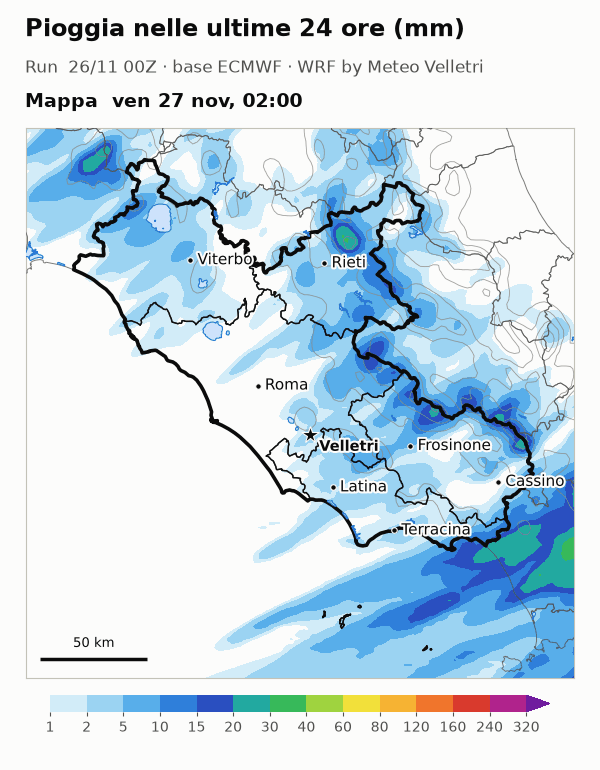 Pioggia nelle ultime 24 ore (mm)
Run  26/11 00Z · base ECMWF · WRF by Meteo Velletri
Mappa  ven 27 nov, 02:00
Viterbo
Rieti
Roma
Velletri
Frosinone
Cassino
Latina
Terracina
50 km
1 2 5 10 15 20 30 40 60 80 120 160 240 320